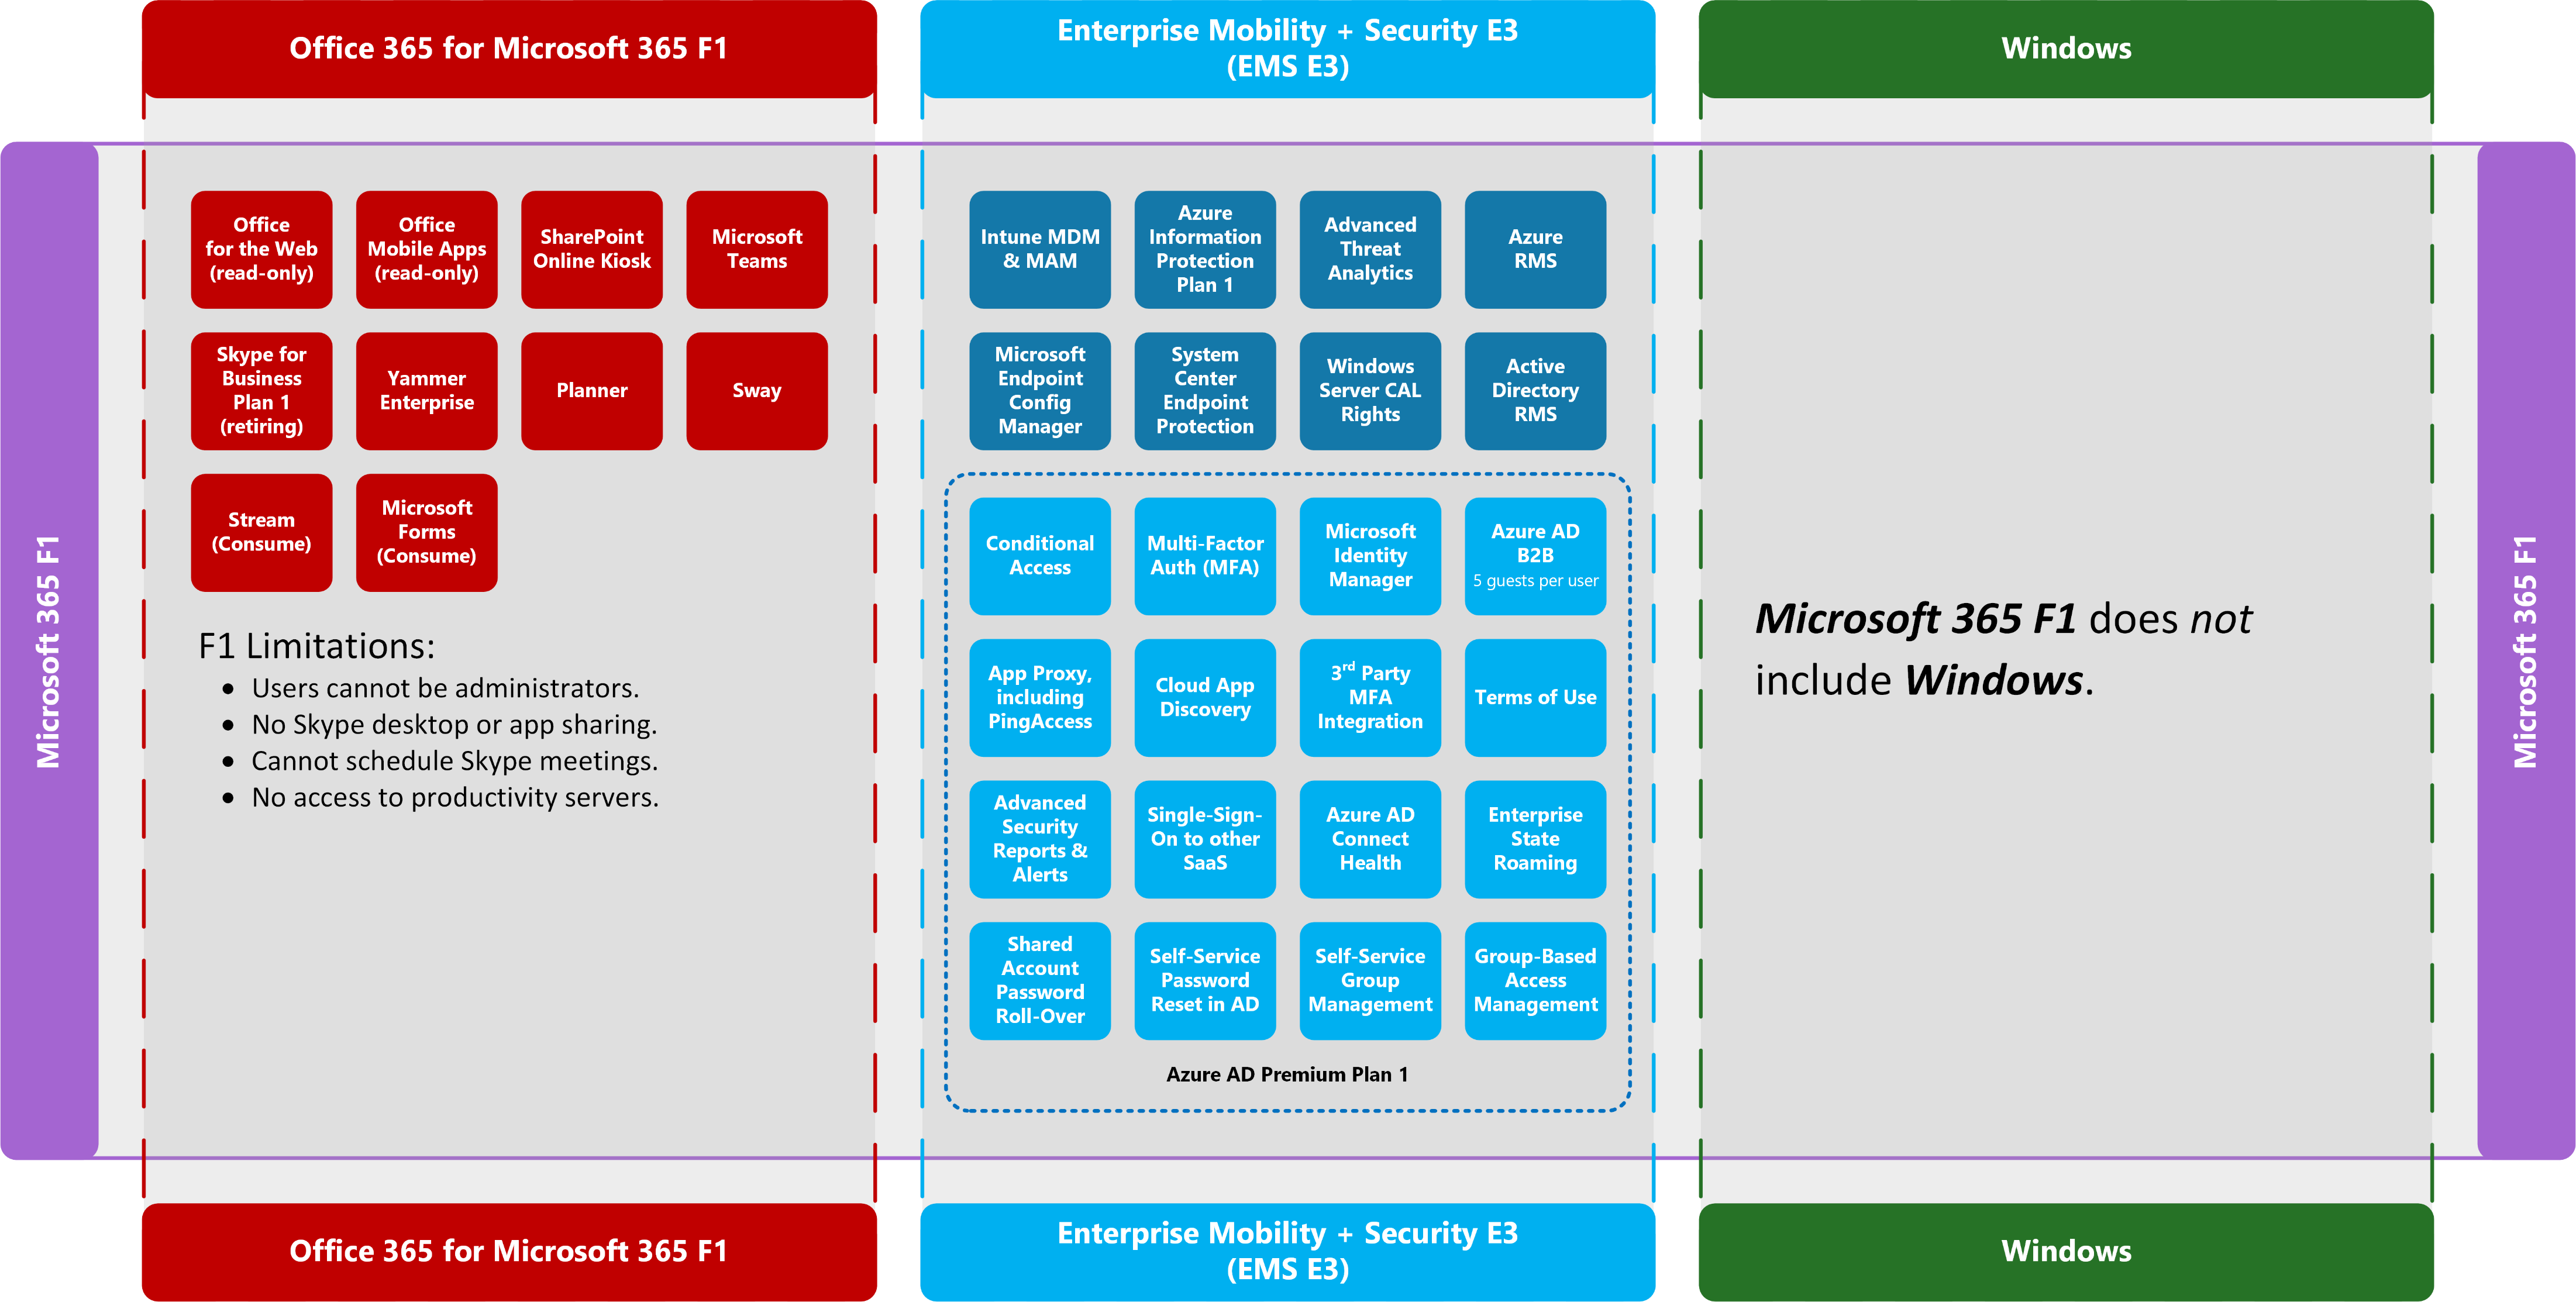 Office 365 for Microsoft 365 F1
Enterprise Mobility + Security E3
(EMS E3)
Windows
Microsoft 365 F1
Office
for the Web
(read-only)
Office
Mobile Apps
(read-only)
SharePoint
Online Kiosk
Microsoft
Teams
Skype for
Business
Plan 1
(retiring)
Yammer
Enterprise
Planner
Sway
Stream
(Consume)
Microsoft
Forms
(Consume)
F1 Limitations:
• Users cannot be administrators.
• No Skype desktop or app sharing.
• Cannot schedule Skype meetings.
• No access to productivity servers.
Intune MDM
& MAM
Azure
Information
Protection
Plan 1
Advanced
Threat
Analytics
Azure
RMS
Microsoft
Endpoint
Config
Manager
System
Center
Endpoint
Protection
Windows
Server CAL
Rights
Active
Directory
RMS
Conditional
Access
Multi-Factor
Auth (MFA)
Microsoft
Identity
Manager
Azure AD
B2B
5 guests per user
App Proxy,
including
PingAccess
Cloud App
Discovery
3rd Party
MFA
Integration
Terms of Use
Advanced
Security
Reports &
Alerts
Single-Sign-
On to other
SaaS
Azure AD
Connect
Health
Enterprise
State
Roaming
Shared
Account
Password
Roll-Over
Self-Service
Password
Reset in AD
Self-Service
Group
Management
Group-Based
Access
Management
Azure AD Premium Plan 1
Microsoft 365 F1 does not
include Windows.
Microsoft 365 F1
Office 365 for Microsoft 365 F1
Enterprise Mobility + Security E3
(EMS E3)
Windows